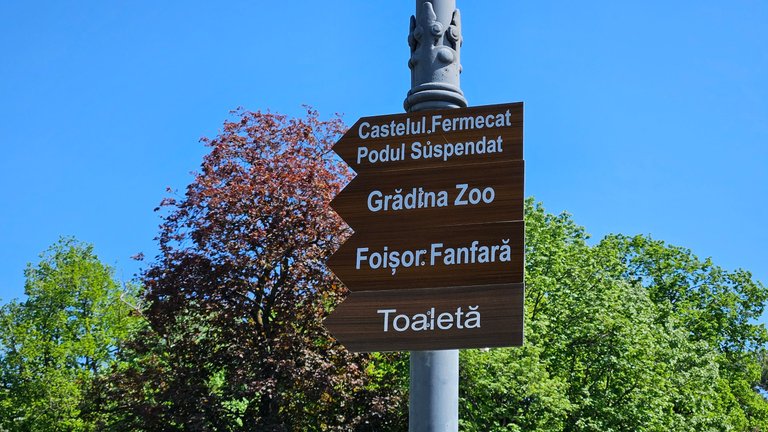 Castelul Fermecat
Podul Suspendat
Grădina Zoo
Foișor Fanfară
Toaletă